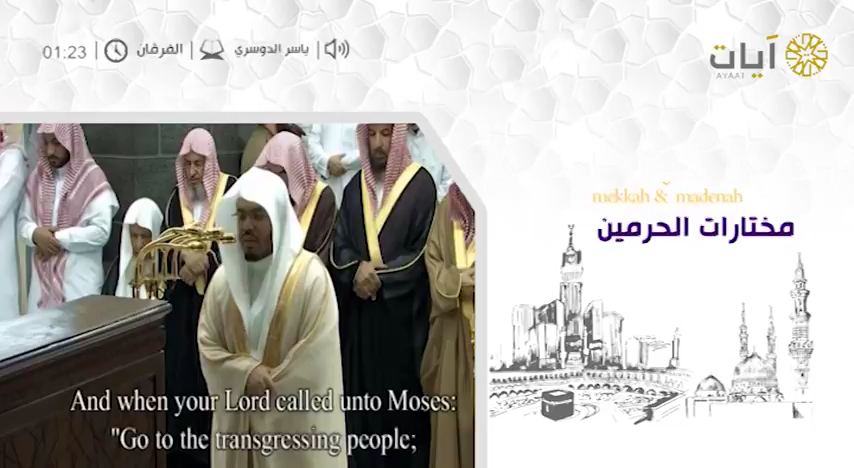 01:23 | الفرقان | ياسر الدوسري |
آيات
AYAAT
mekkah & madenah
مختارات الحرمين
And when your Lord called unto Moses:
"Go to the transgressing people;